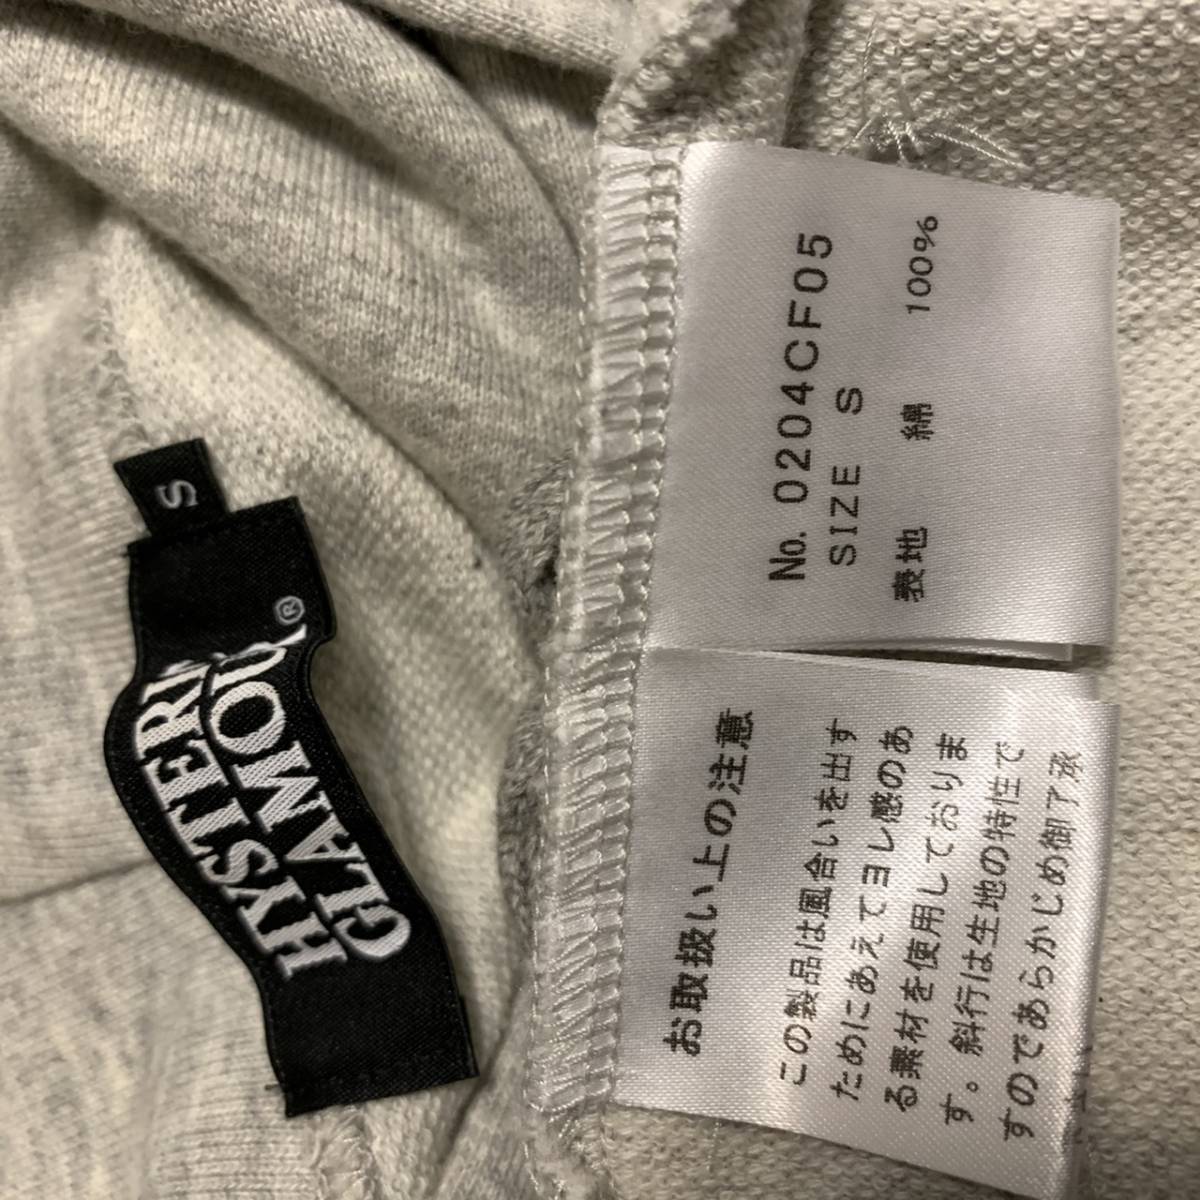 S
HYSTERIC
GLAMOUR®
No. 0204CF05
SIZE S
表地 綿 100%
お取扱い上の注意
この製品は風合いを出す
ためにあえてヨレ感のあ
る素材を使用しておりま
す。斜行は生地の特性で
すのであらかじめ御了承